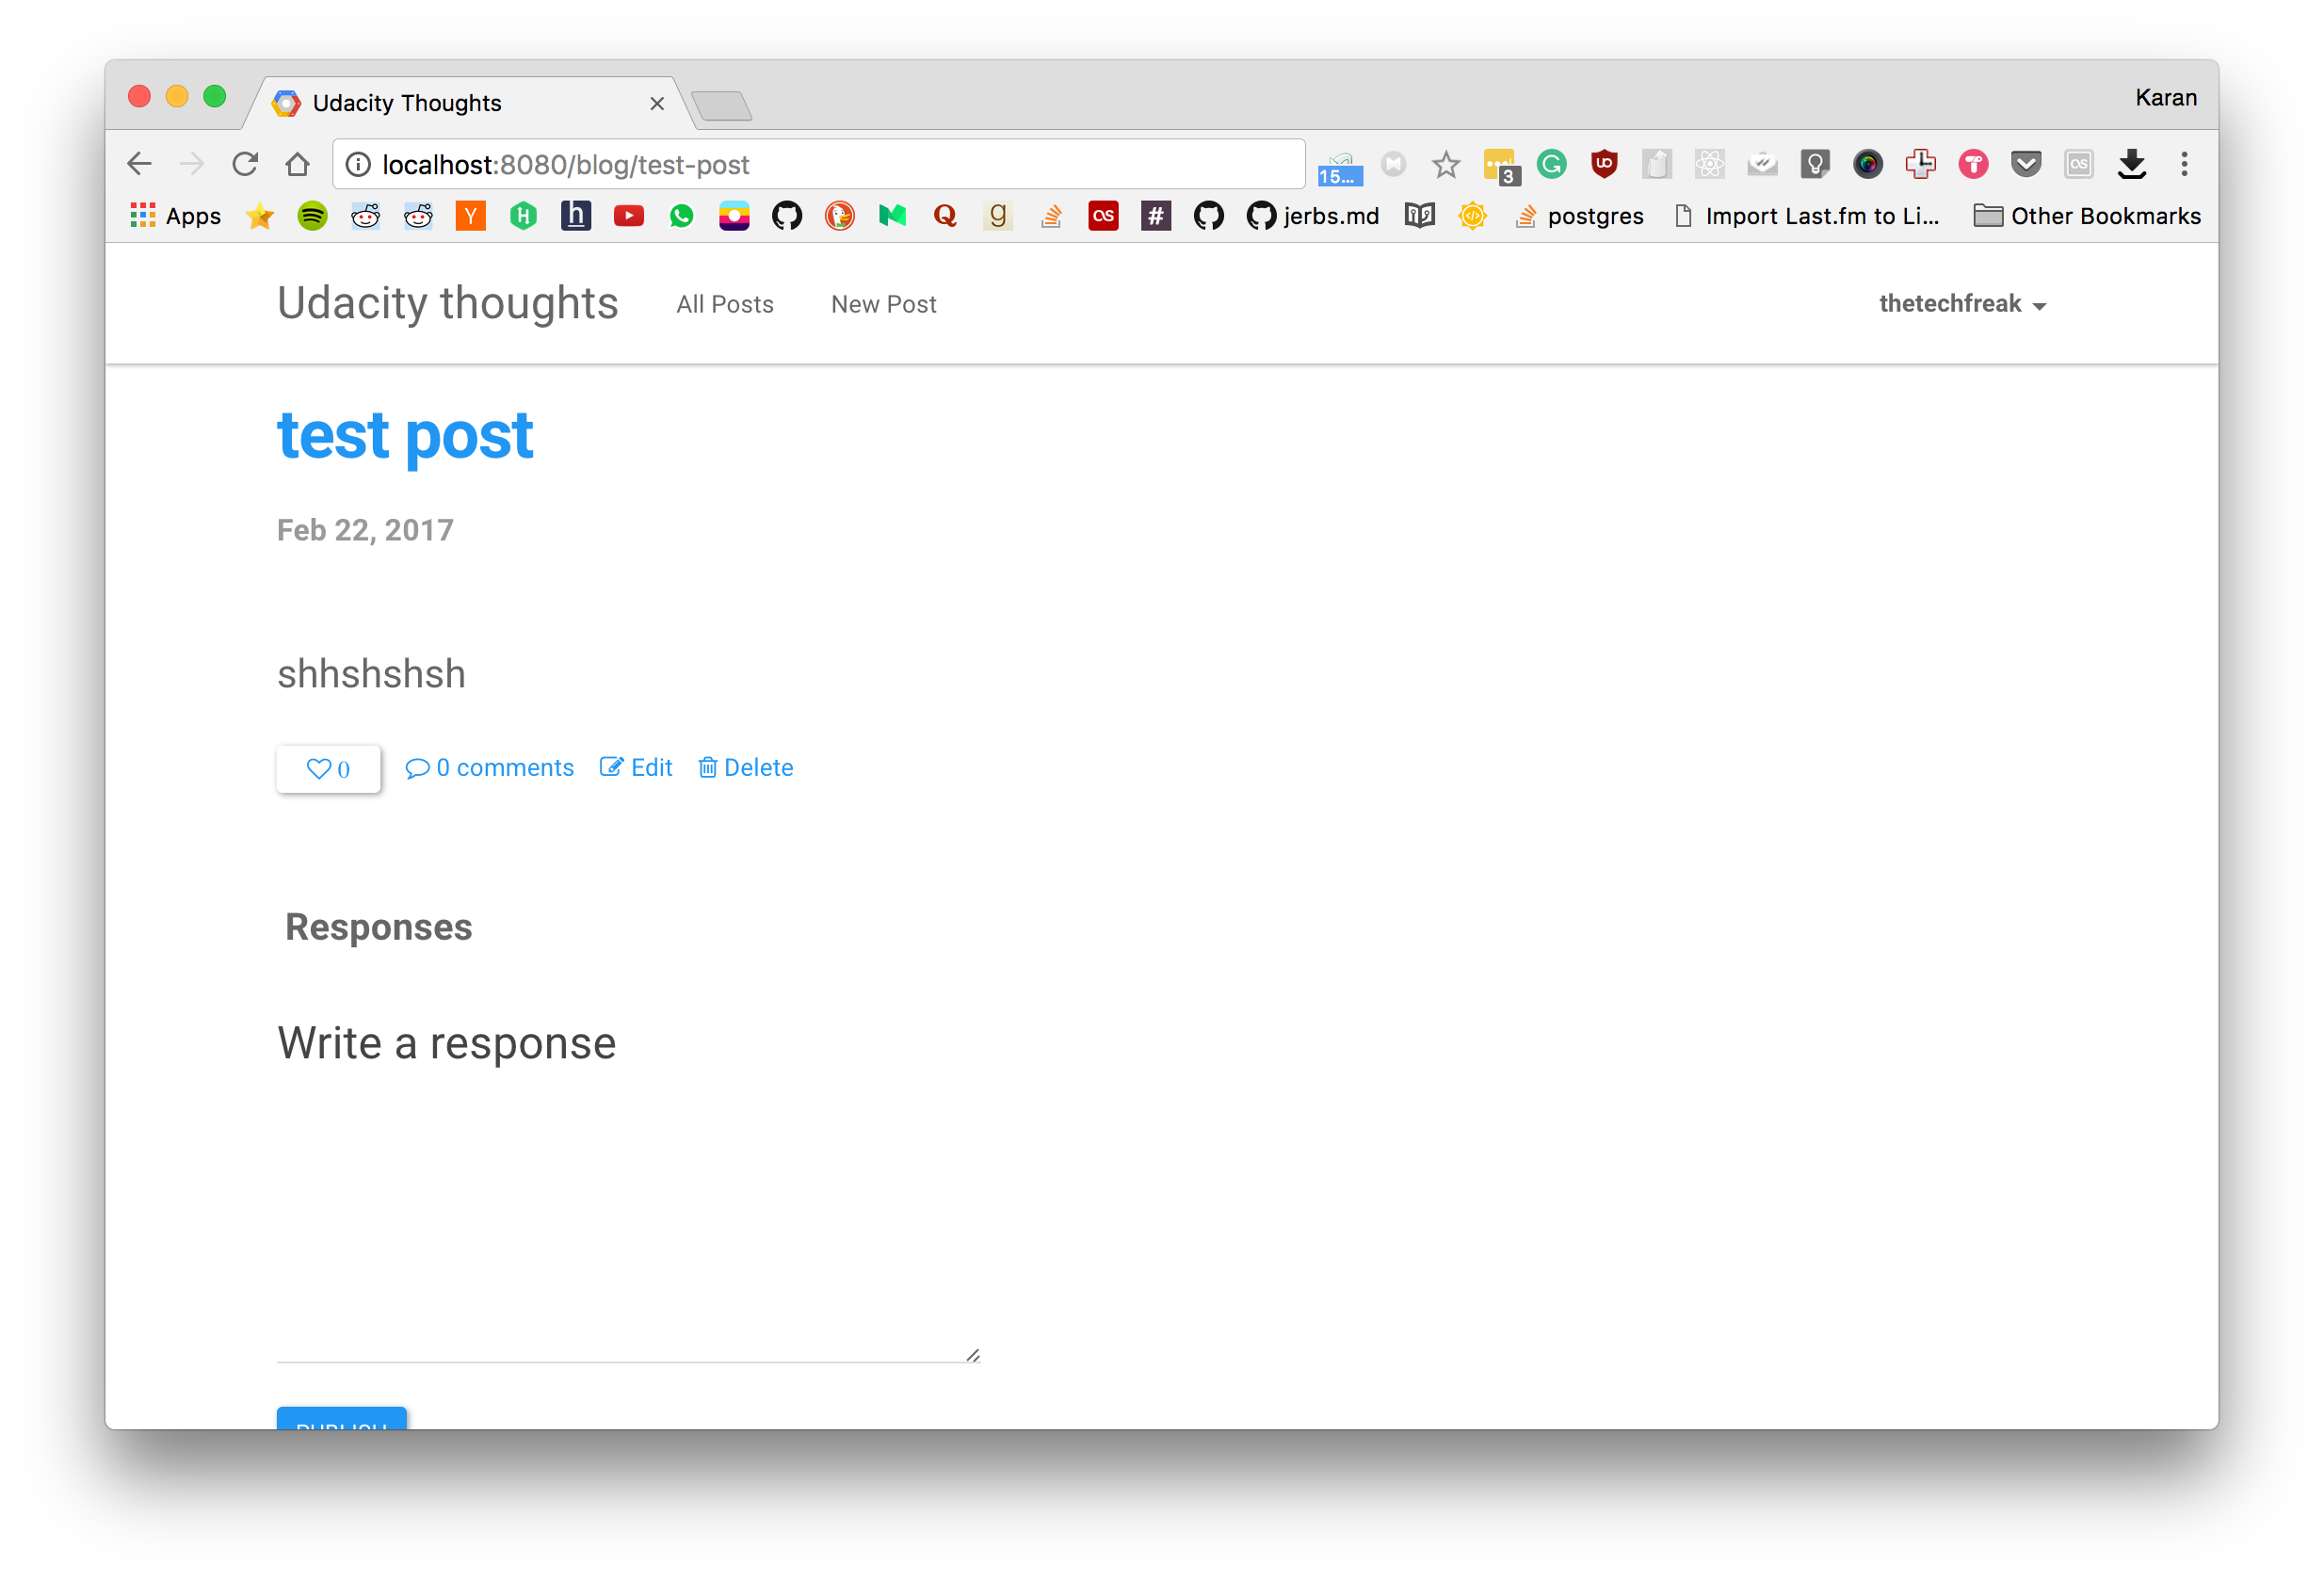 Udacity Thoughts
Karan
localhost:8080/blog/test-post
15...
3
Apps
jerbs.md
postgres
Import Last.fm to Li...
Other Bookmarks
Udacity thoughts
All Posts
New Post
thetechfreak
test post
Feb 22, 2017
shhshshsh
0
0 comments
Edit
Delete
Responses
Write a response
PUBLISH